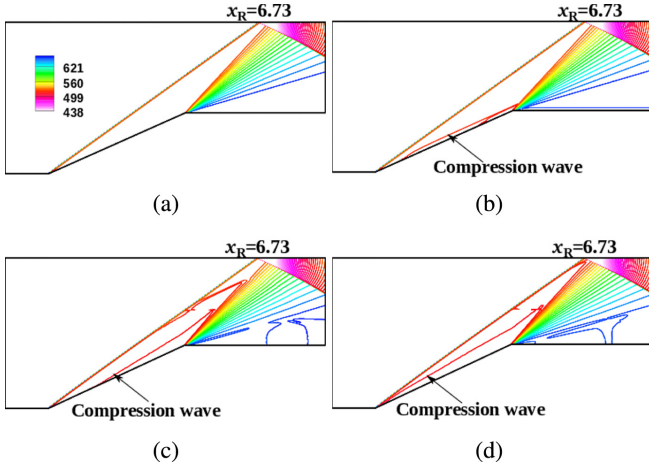 x_R=6.73
x_R=6.73
621
560
499
438
Compression wave
(a)
(b)
x_R=6.73
x_R=6.73
Compression wave
Compression wave
(c)
(d)